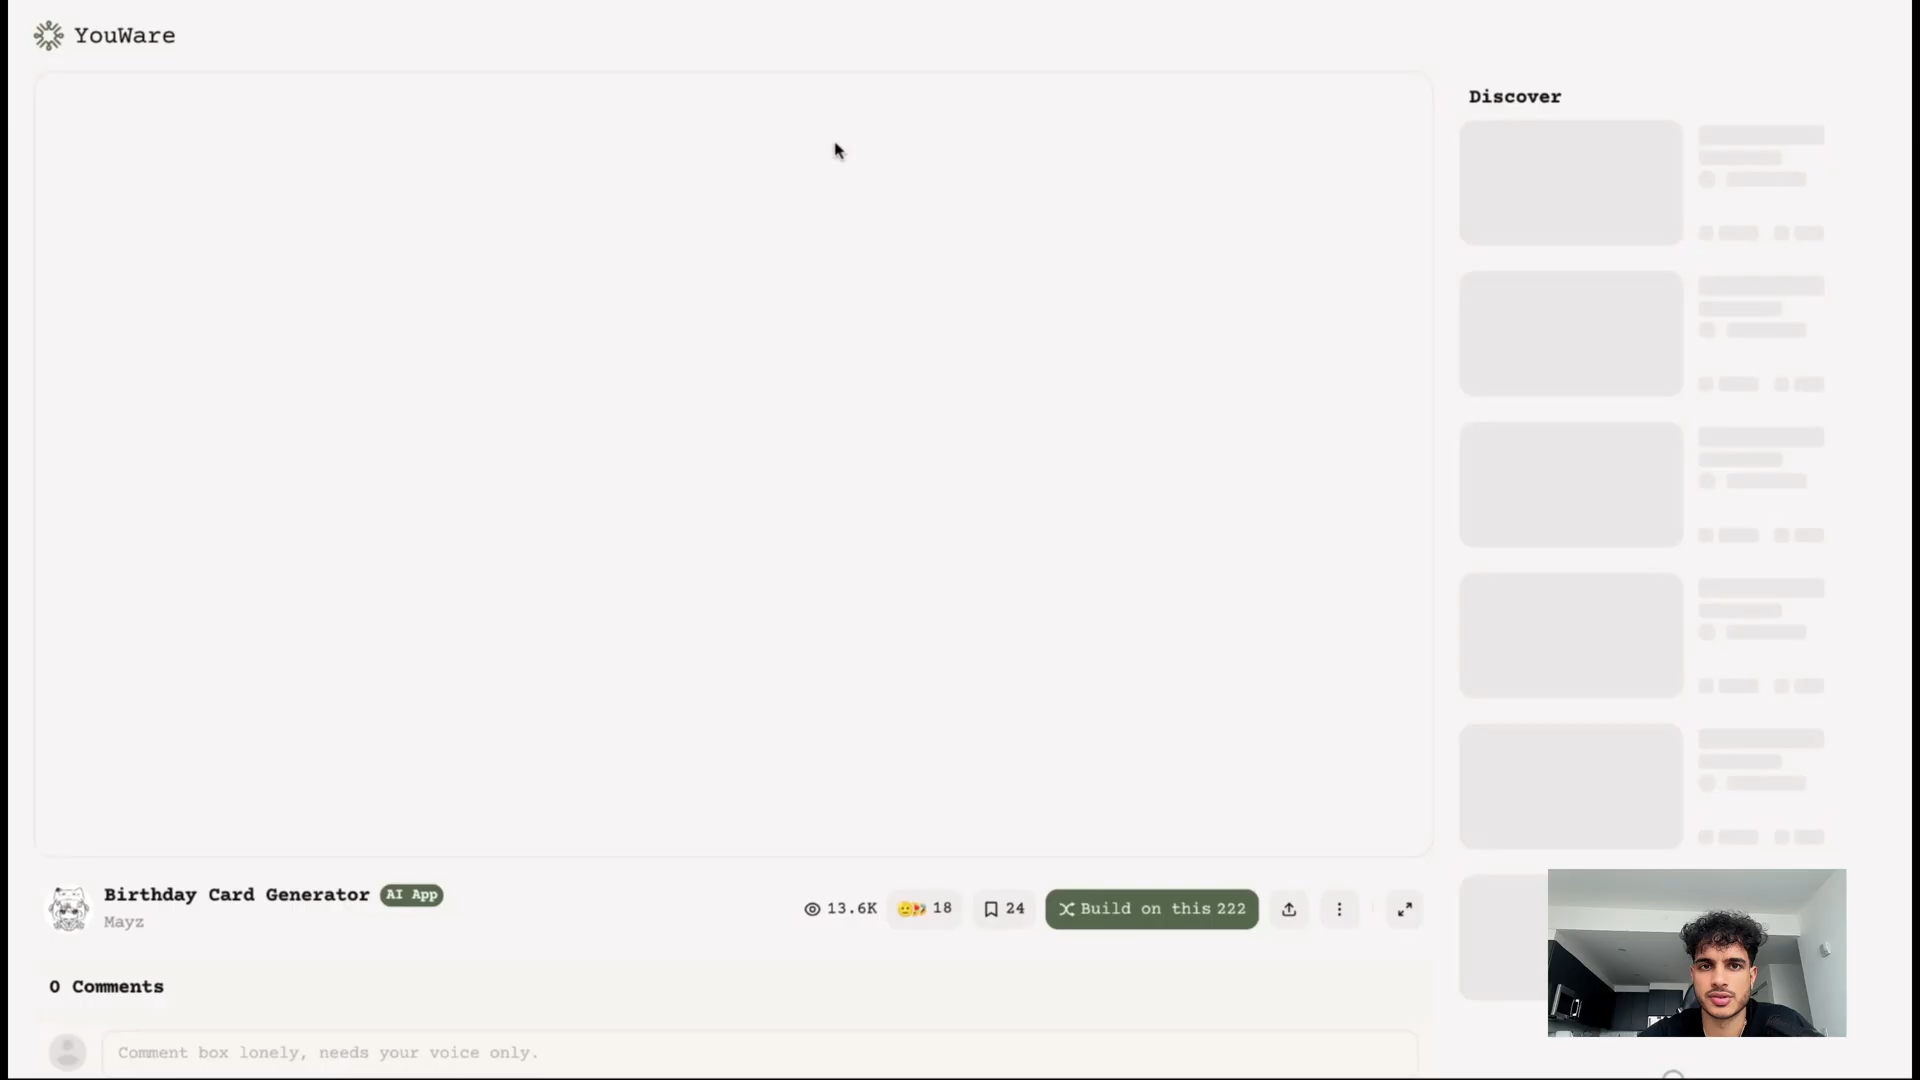 YouWare
Discover
Birthday Card Generator AI App
Mayz
13.6K 18 24 Build on this 222
0 Comments
Comment box lonely, needs your voice only.